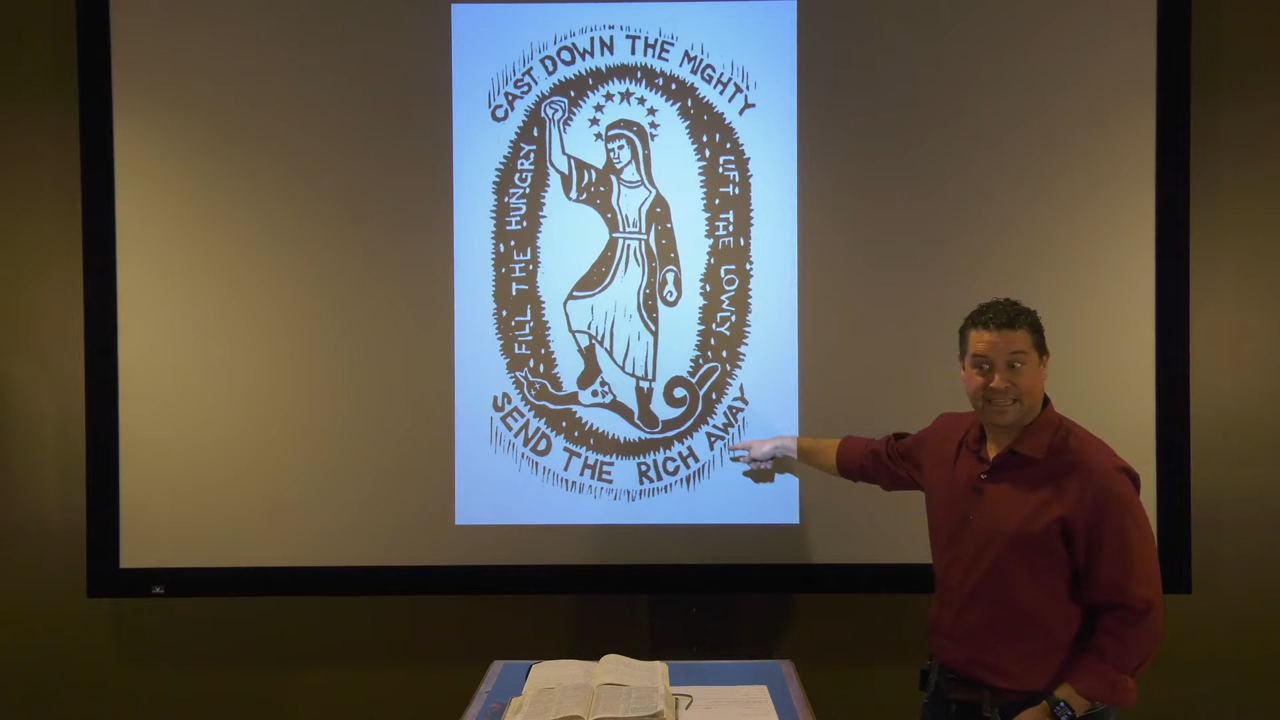 CAST DOWN THE MIGHTY
FILL THE HUNGRY
LIFT THE LOWLY
SEND THE RICH AWAY